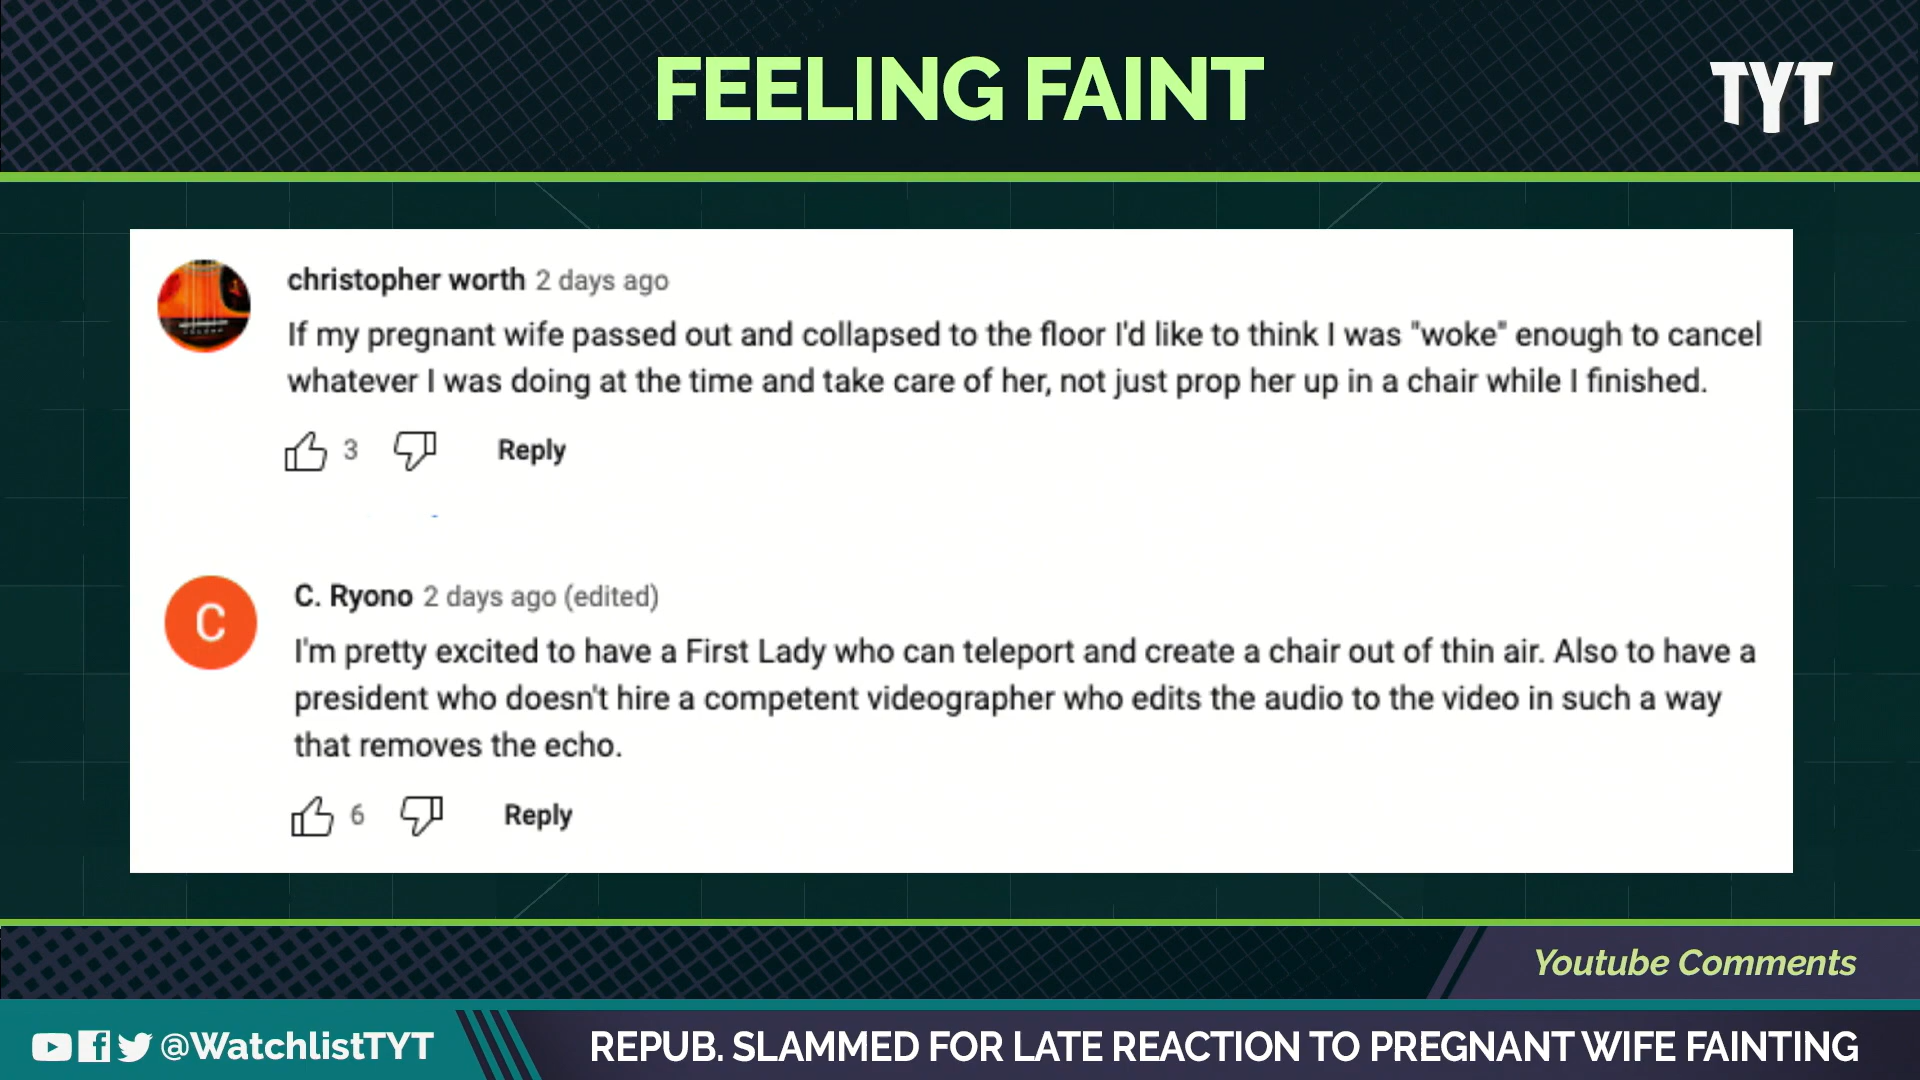 FEELING FAINT
TYT
christopher worth 2 days ago
If my pregnant wife passed out and collapsed to the floor I'd like to think I was "woke" enough to cancel
whatever I was doing at the time and take care of her, not just prop her up in a chair while I finished.
3 Reply
C
C. Ryono 2 days ago (edited)
I'm pretty excited to have a First Lady who can teleport and create a chair out of thin air. Also to have a
president who doesn't hire a competent videographer who edits the audio to the video in such a way
that removes the echo.
6 Reply
Youtube Comments
@WatchlistTYT
REPUB. SLAMMED FOR LATE REACTION TO PREGNANT WIFE FAINTING